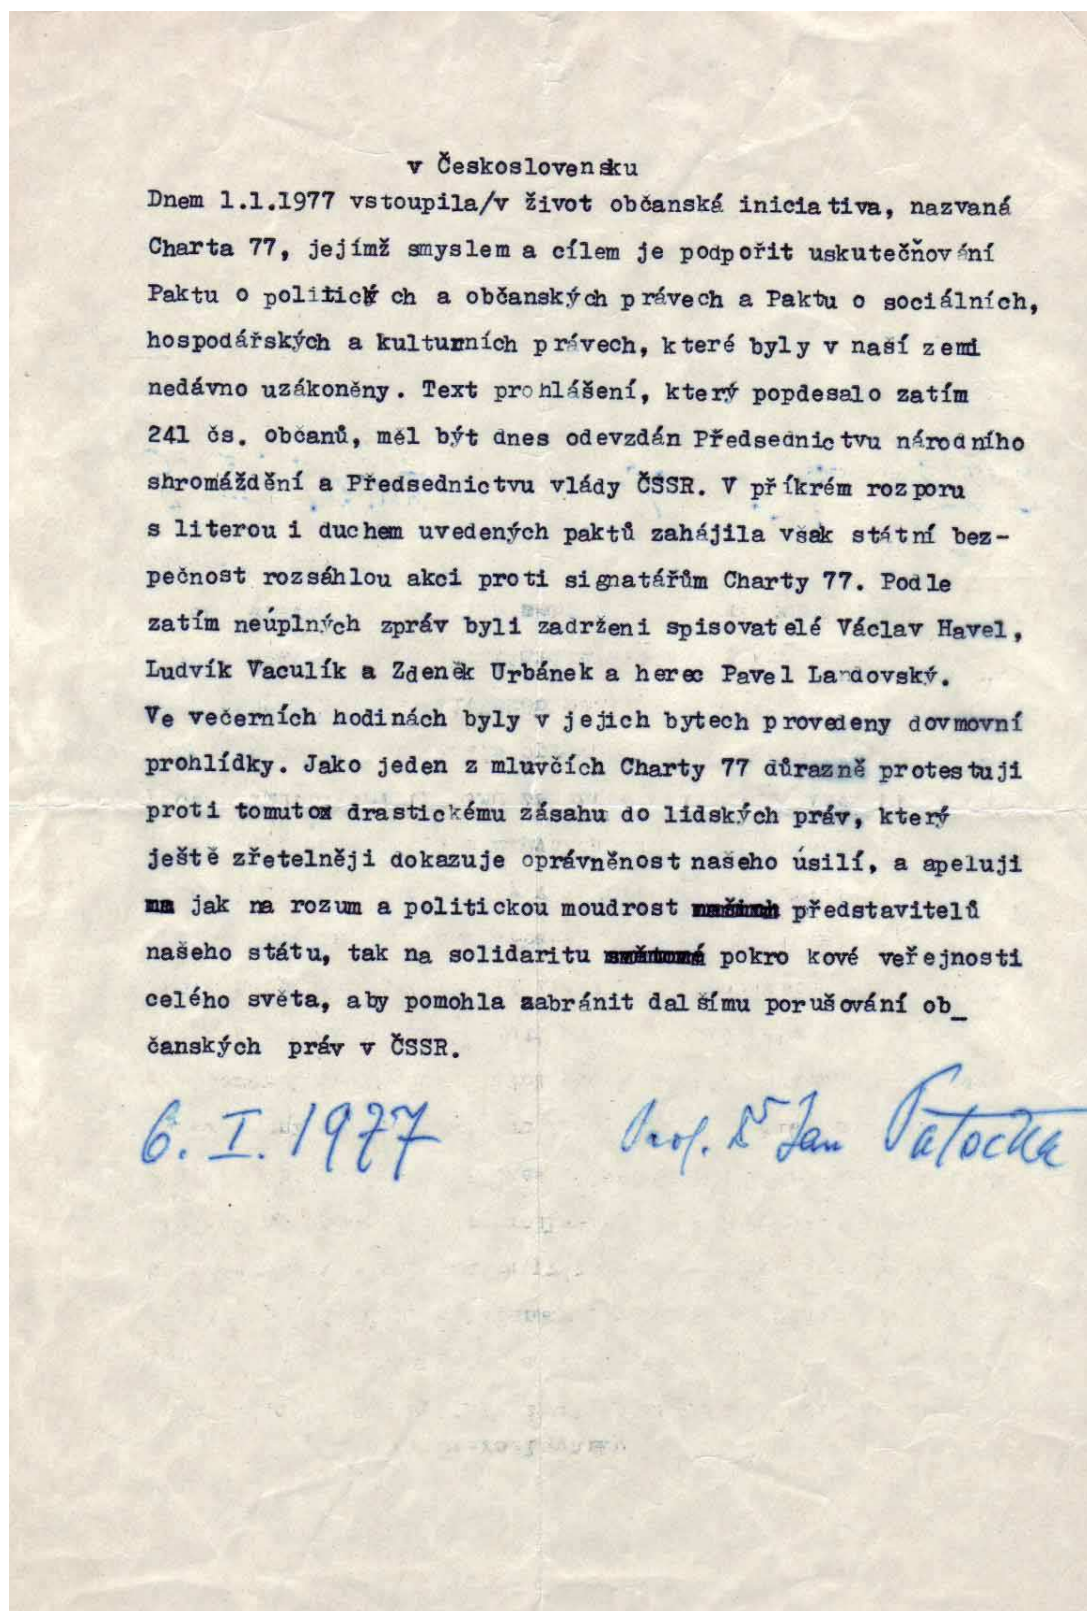 v Československu
Dnem 1.1.1977 vstoupila/v život občanská iniciativa, nazvaná
Charta 77, jejímž smyslem a cílem je podpořit uskutečňování
Paktu o politických a občanských právech a Paktu o sociálních,
hospodářských a kulturních právech, které byly v naší zemi
nedávno uzákoněny. Text prohlášení, který popdesalo zatím
241 čs. občanů, měl být dnes odevzdán Předsednictvu národního
shromáždění a Předsednictvu vlády ČSSR. V příkrém rozporu
s literou i duchem uvedených paktů zahájila však státní bez-
pečnost rozsáhlou akci proti signatářům Charty 77. Podle
zatím neúplných zpráv byli zadrženi spisovatelé Václav Havel,
Ludvík Vaculík a Zdeněk Urbánek a herec Pavel Landovský.
Ve večerních hodinách byly v jejich bytech provedeny dovmovní
prohlídky. Jako jeden z mluvčích Charty 77 důrazně protestuji
proti tomutox drastickému zásahu do lidských práv, který
ještě zřetelněji dokazuje oprávněnost našeho úsilí, a apeluji
na jak na rozum a politickou moudrost našich představitelů
našeho státu, tak na solidaritu pokro kové veřejnosti
celého světa, aby pomohla zabránit dalšímu porušování ob_
čanských práv v ČSSR.
6. I. 1977 Prof. Dr Jan Patočka